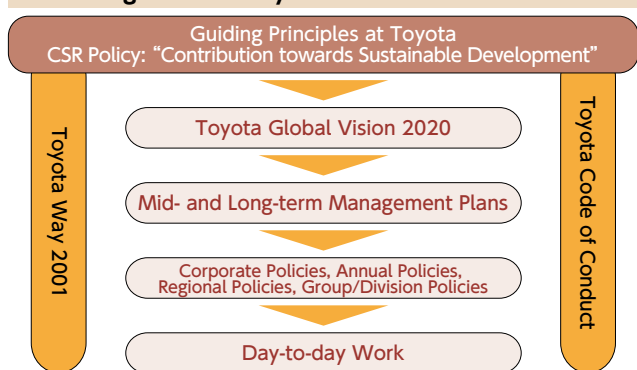 Guiding Principles at Toyota
CSR Policy: “Contribution towards Sustainable Development”
Toyota Way 2001
Toyota Global Vision 2020
Mid- and Long-term Management Plans
Corporate Policies, Annual Policies,
Regional Policies, Group/Division Policies
Day-to-day Work
Toyota Code of Conduct